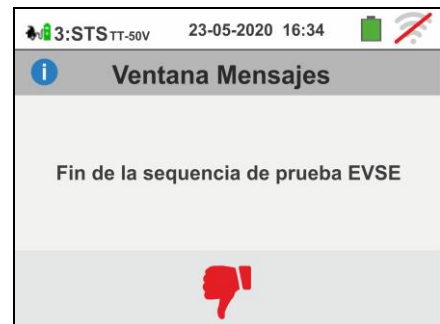 3:STS TT-50V 23-05-2020 16:34
i Ventana Mensajes
Fin de la sequencia de prueba EVSE